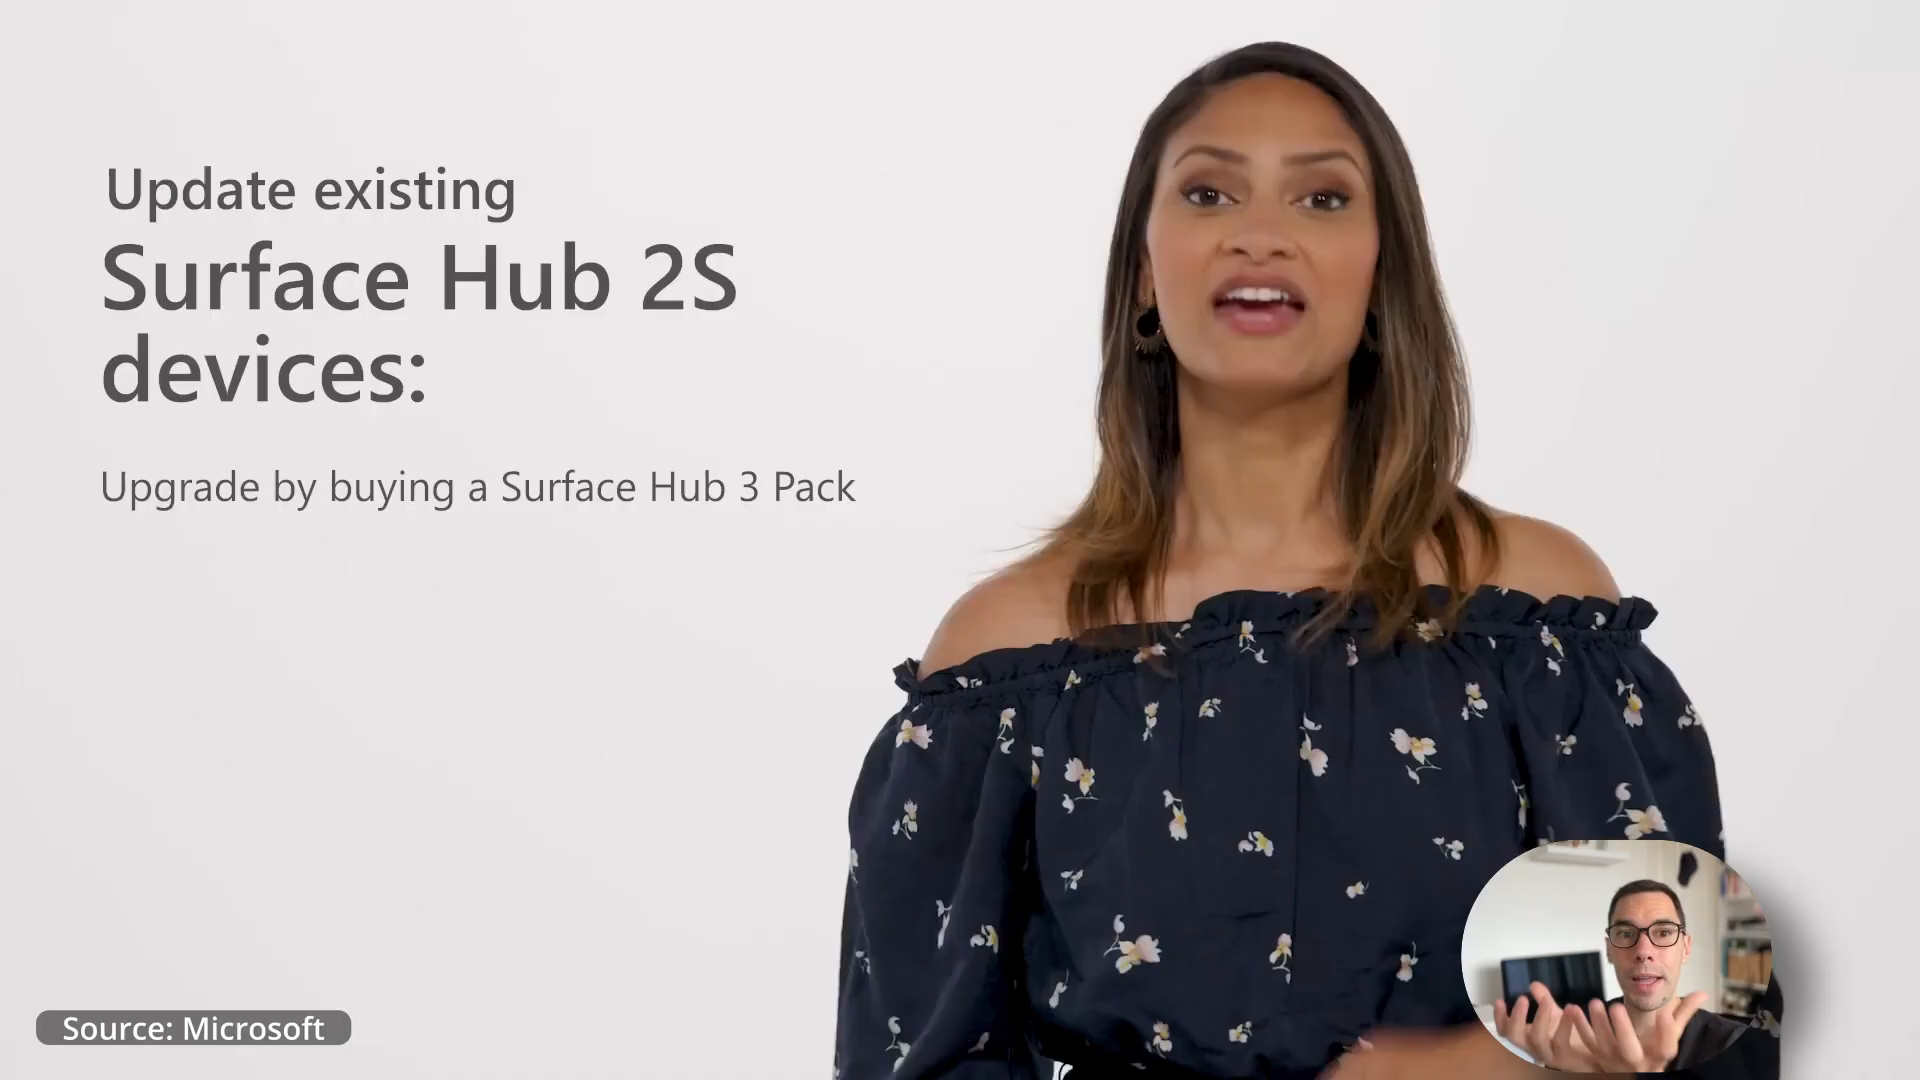 Update existing
Surface Hub 2S
devices:
Upgrade by buying a Surface Hub 3 Pack
Source: Microsoft